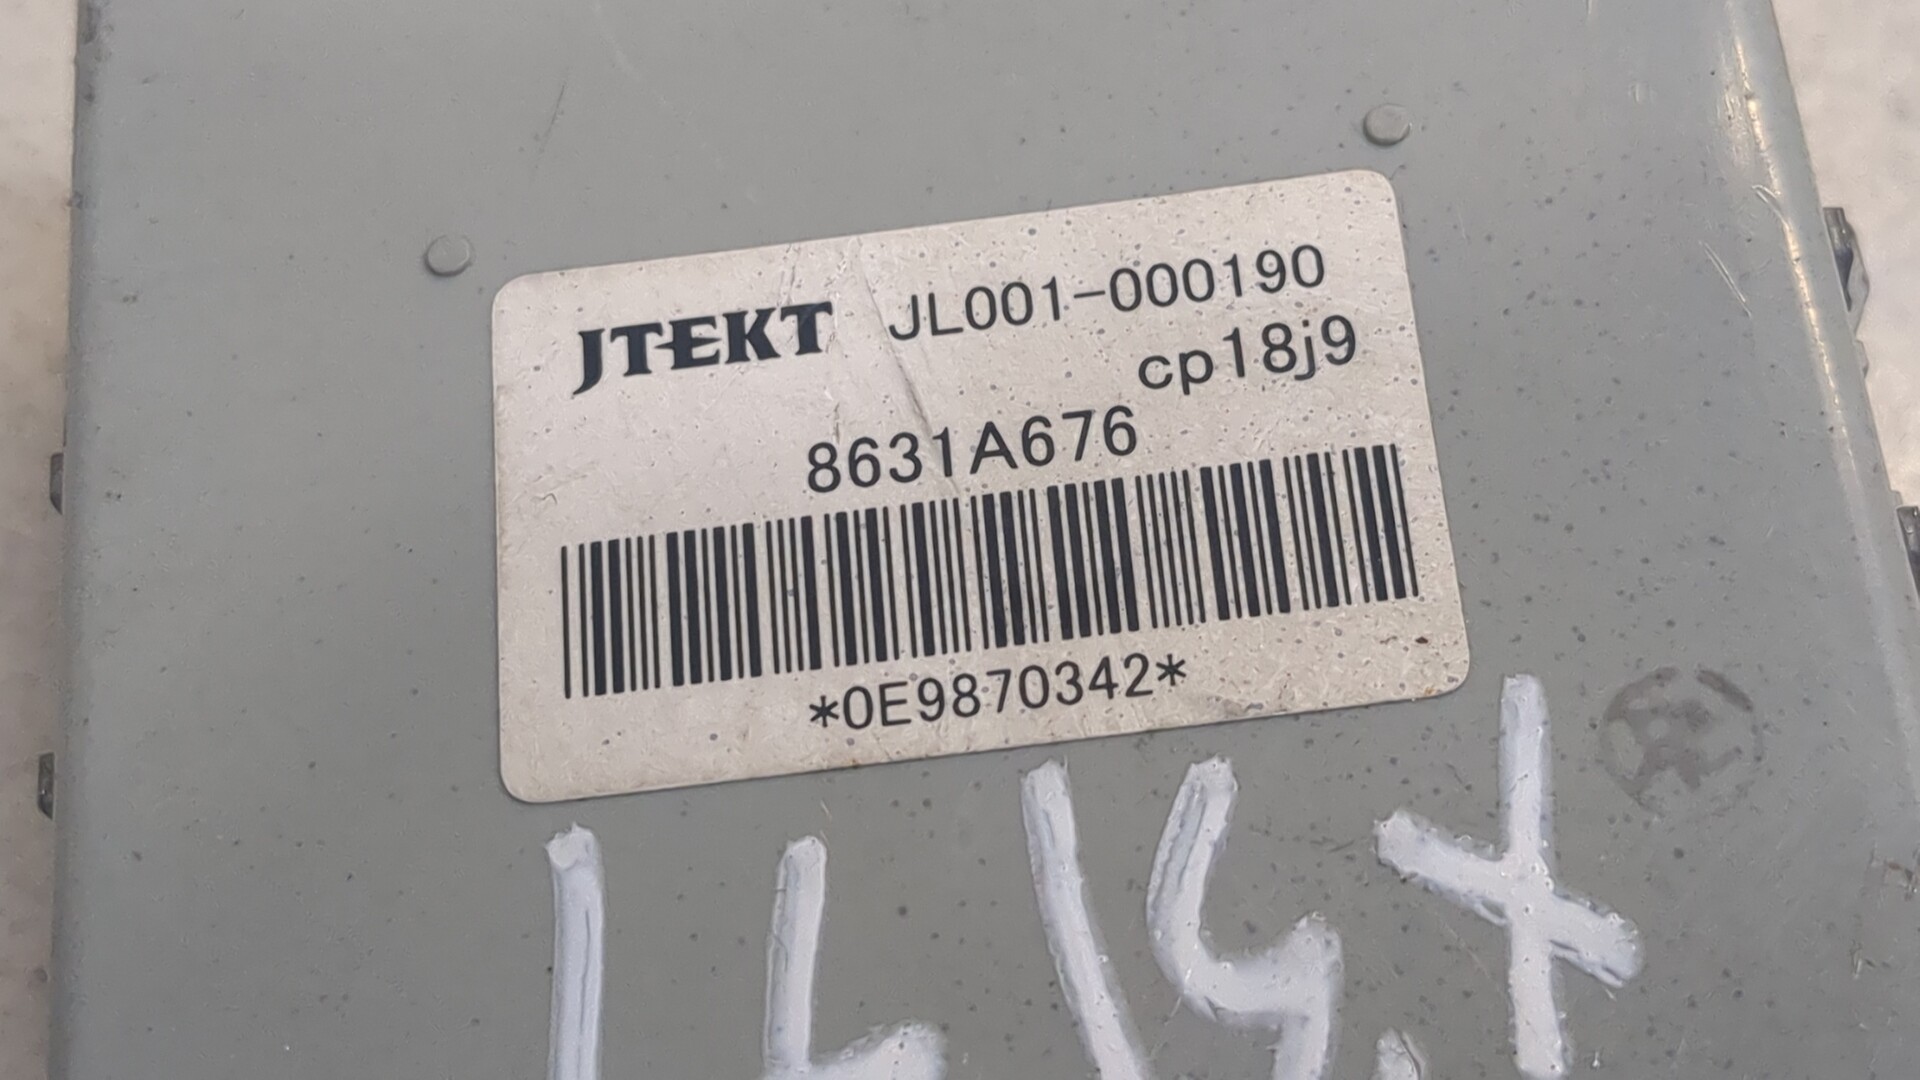 JTEKT JL001-000190
cp18j9
8631A676
*0E9870342*